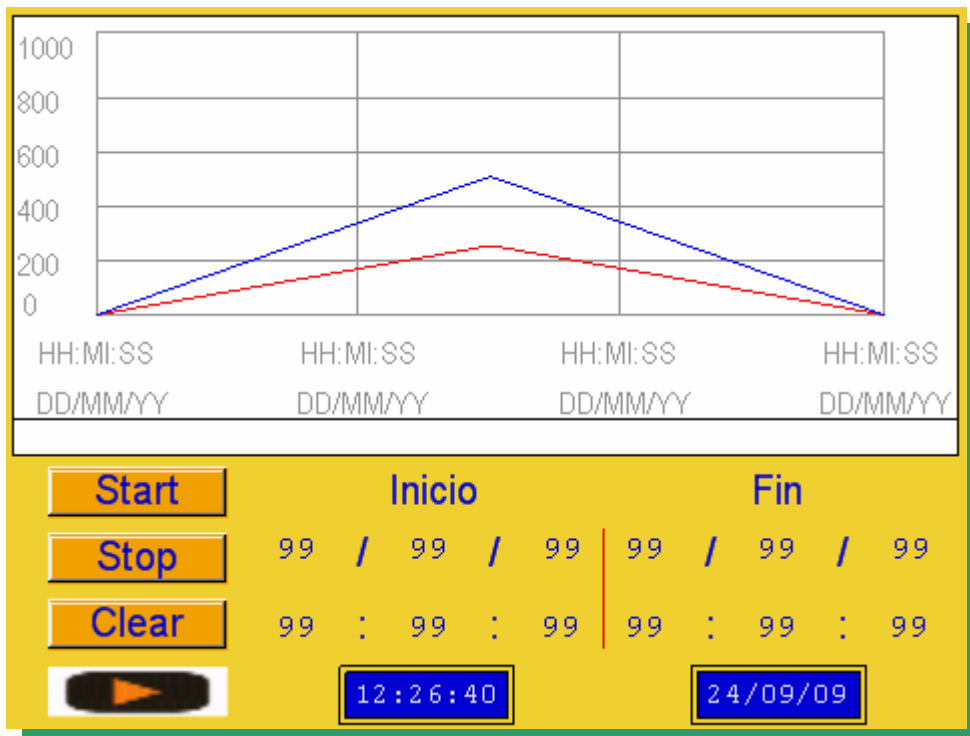 1000
800
600
400
200
0
HH:MI:SS HH:MI:SS HH:MI:SS HH:MI:SS
DD/MM/YY DD/MM/YY DD/MM/YY DD/MM/YY
Start Inicio Fin
Stop 99 / 99 / 99 99 / 99 / 99
Clear 99 : 99 : 99 99 : 99 : 99
12:26:40 24/09/09